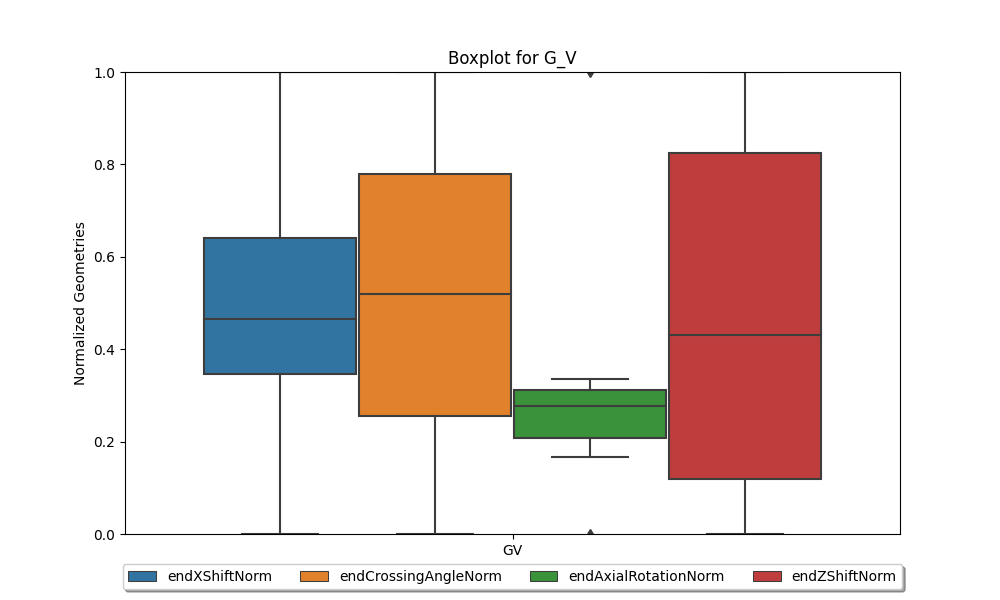 Boxplot for G_V
1.0
0.8
0.6
0.4
0.2
0.0
Normalized Geometries
GV
endXShiftNorm endCrossingAngleNorm endAxialRotationNorm endZShiftNorm